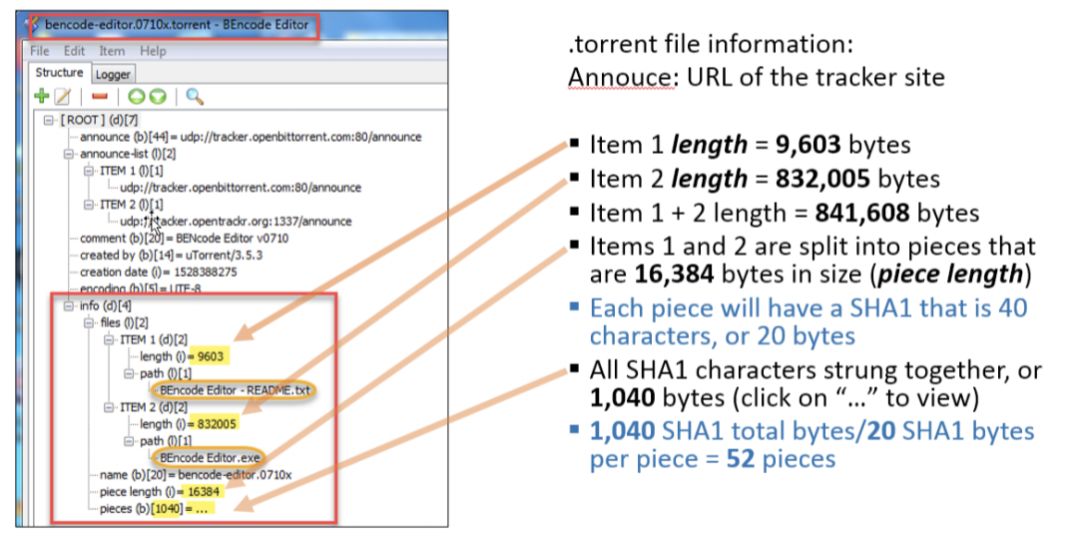 bencode-editor.0710x.torrent - BEncode Editor
File Edit Item Help
Structure Logger
[ROOT] (d)[7]
announce (b)[44]= udp://tracker.openbittorrent.com:80/announce
announce-list (l)[2]
ITEM 1 (l)[1]
udp://tracker.openbittorrent.com:80/announce
ITEM 2 (l)[1]
udp://tracker.opentrackr.org:1337/announce
comment (b)[20]= BENcode Editor v0710
created by (b)[14]= uTorrent/3.5.3
creation date (i)= 1528388275
encoding (b)[5]= UTF-8
info (d)[4]
files (l)[2]
ITEM 1 (d)[2]
length (i)= 9603
path (l)[1]
BEncode Editor - README.txt
ITEM 2 (d)[2]
length (i)= 832005
path (l)[1]
BEncode Editor.exe
name (b)[20]= bencode-editor.0710x
piece length (i)= 16384
pieces (b)[1040]= ...
.torrent file information:
Annouce: URL of the tracker site
▪ Item 1 length = 9,603 bytes
▪ Item 2 length = 832,005 bytes
▪ Item 1 + 2 length = 841,608 bytes
▪ Items 1 and 2 are split into pieces that
are 16,384 bytes in size (piece length)
▪ Each piece will have a SHA1 that is 40
characters, or 20 bytes
▪ All SHA1 characters strung together, or
1,040 bytes (click on “...” to view)
▪ 1,040 SHA1 total bytes/20 SHA1 bytes
per piece = 52 pieces